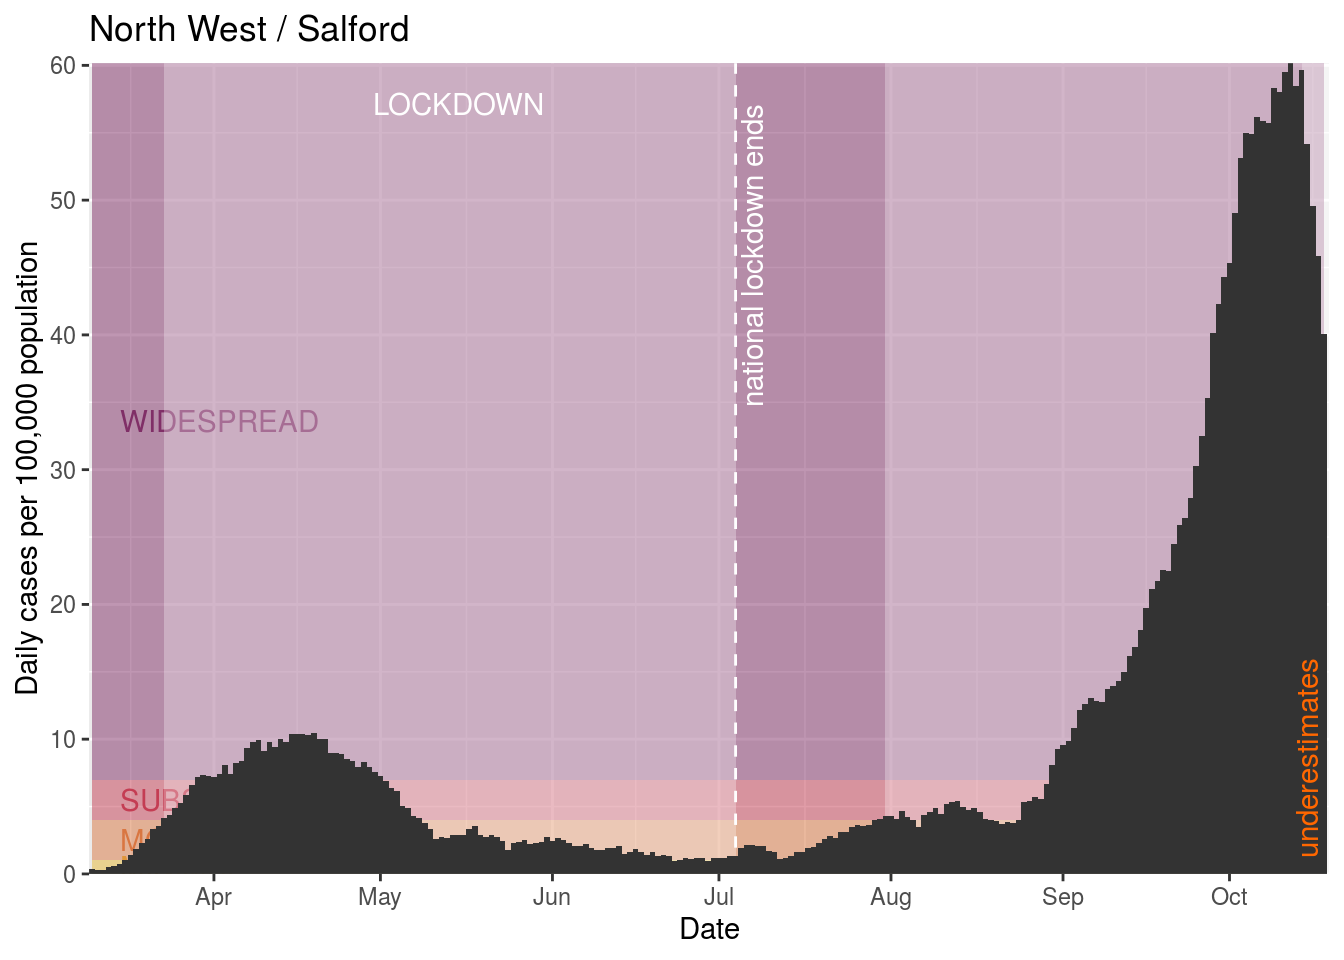 North West / Salford
60
50
40
30
20
10
0
Daily cases per 100,000 population
LOCKDOWN
national lockdown ends
WIDESPREAD
underestimates
Apr
May
Jun
Jul
Aug
Sep
Oct
Date